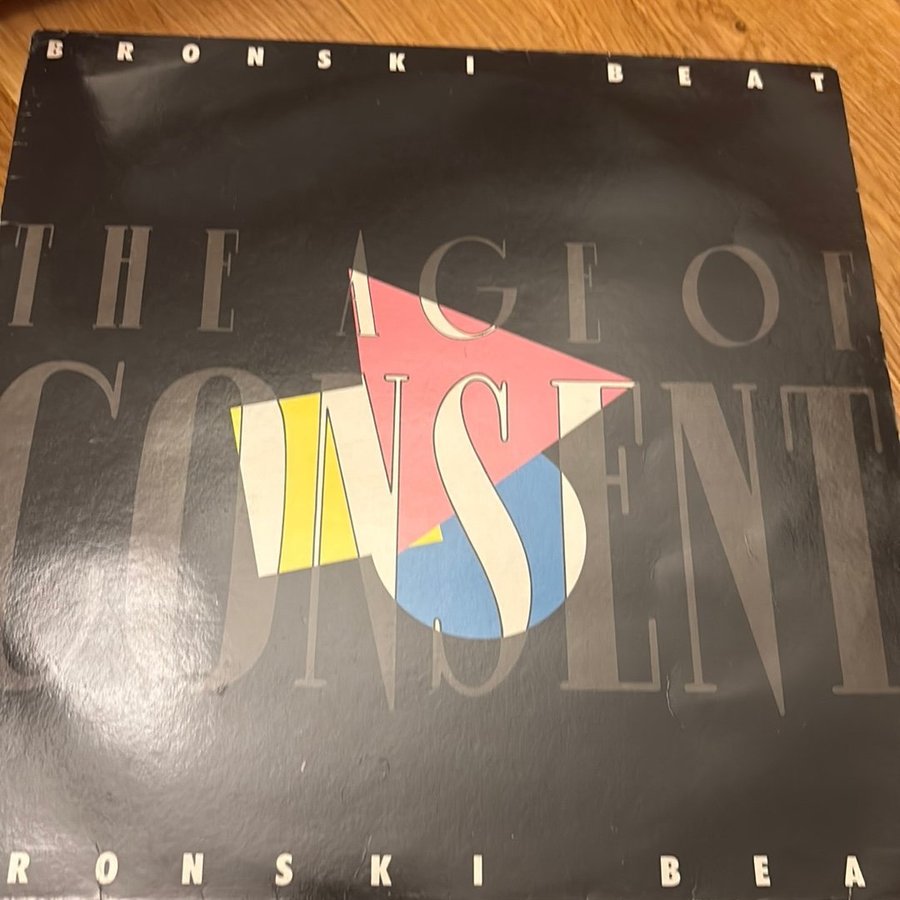 BRONSKI BEAT
THE AGE OF
CONSENT
RONSKI BEA